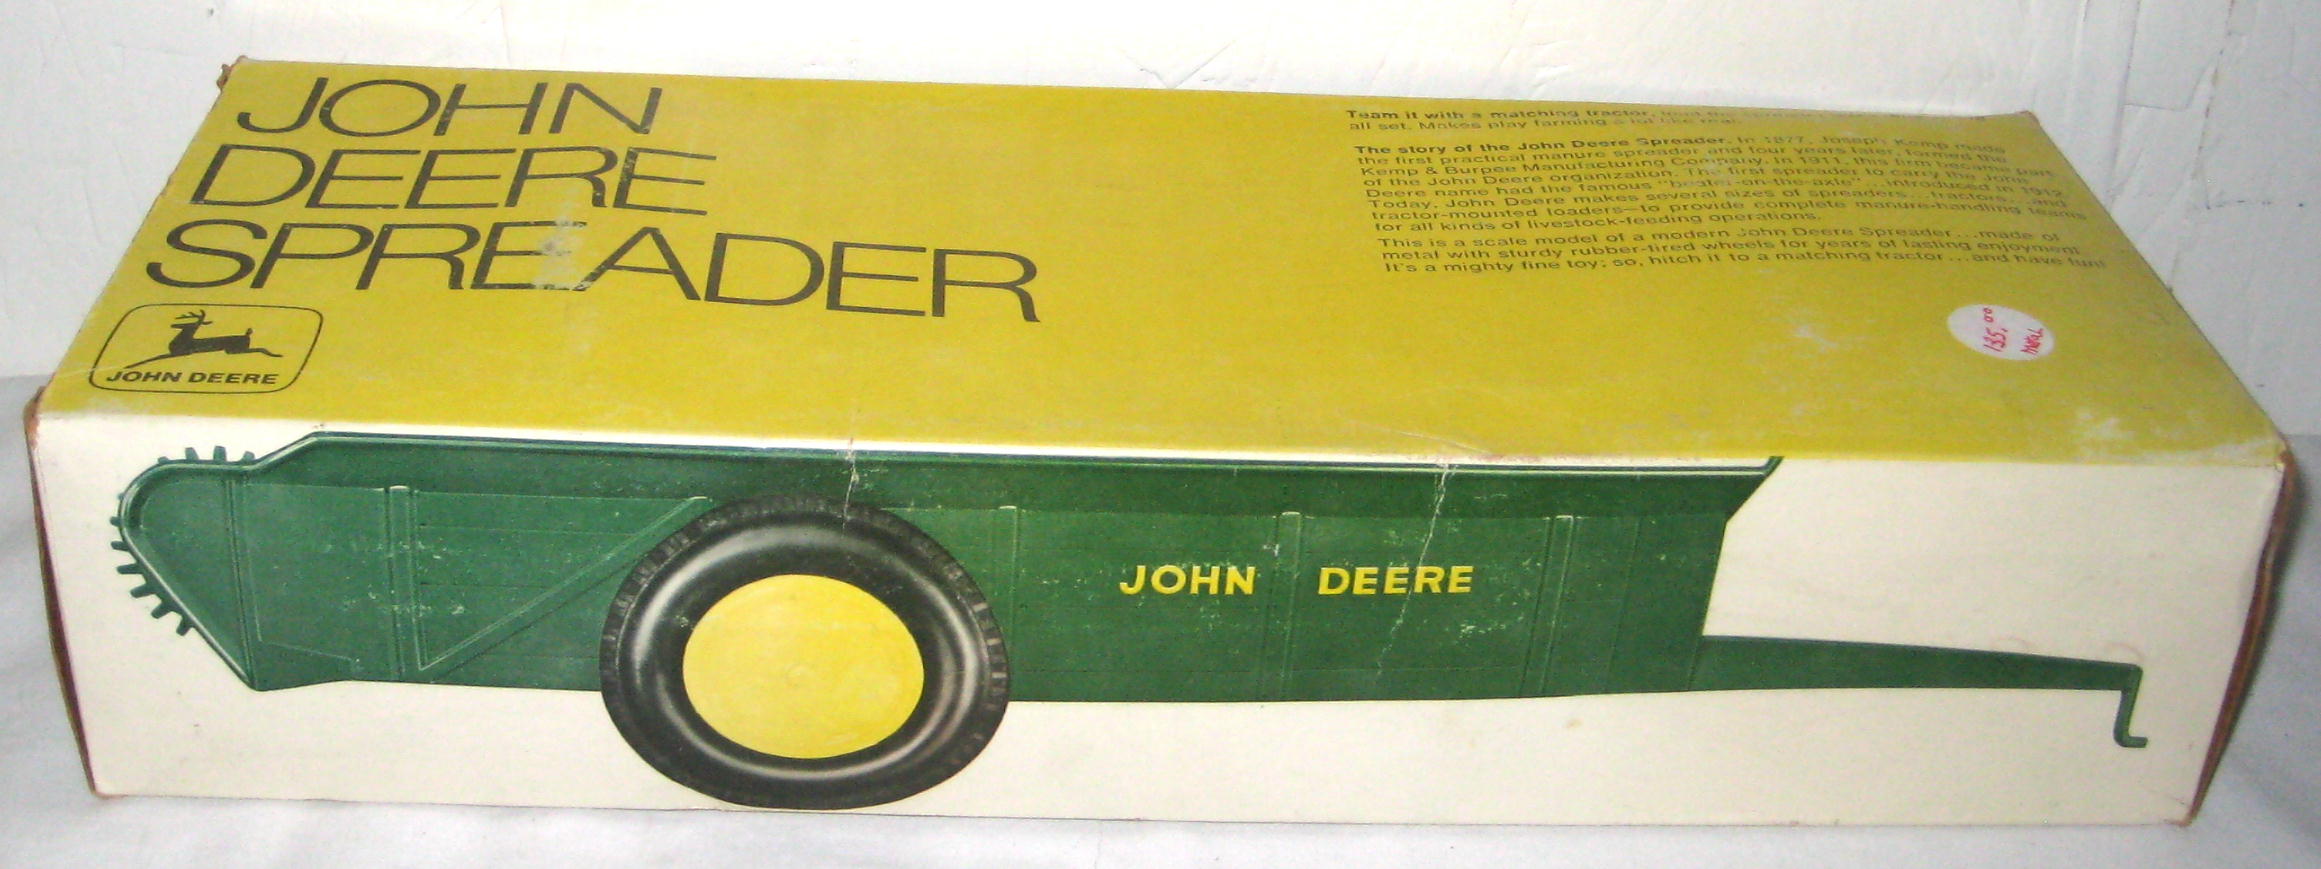 JOHN
DEERE
SPREADER
JOHN DEERE
Team it with a matching tractor,
all set. Makes play farming a lot like real
The story of the John Deere Spreader. In 1877, Joseph Kemp made
the first practical manure spreader and four years later, formed the
Kemp & Burpee Manufacturing Company. In 1911, this firm became part
of the John Deere organization. The first spreader to carry the John
Deere name had the famous "beater-on-the-axle" ...introduced in 1912.
Today, John Deere makes several sizes of spreaders...tractors...and
tractor-mounted loaders—to provide complete manure-handling teams
for all kinds of livestock-feeding operations.
This is a scale model of a modern John Deere Spreader...made of
metal with sturdy rubber-tired wheels for years of lasting enjoyment.
It's a mighty fine toy; so, hitch it to a matching tractor...and have fun!
135.00
Metal
JOHN DEERE